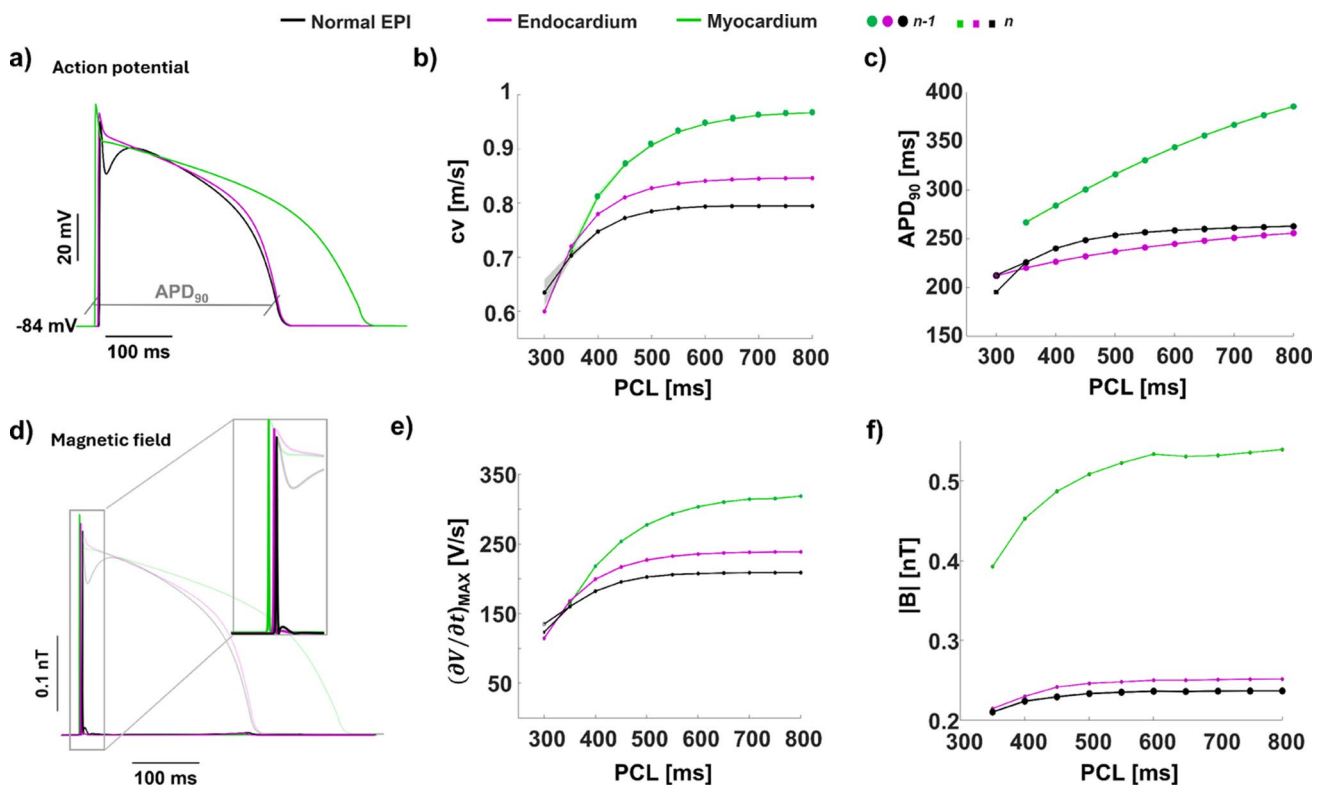 Normal EPI Endocardium Myocardium n-1 n
a) Action potential
20 mV
APD90
-84 mV
100 ms
b)
cv [m/s]
1
0.9
0.8
0.7
0.6
300 400 500 600 700 800
PCL [ms]
c)
APD90 [ms]
400
350
300
250
200
150
300 400 500 600 700 800
PCL [ms]
d) Magnetic field
0.1 nT
100 ms
e)
(∂V/∂t)MAX [V/s]
350
250
150
50
300 400 500 600 700 800
PCL [ms]
f)
|B| [nT]
0.5
0.4
0.3
0.2
300 400 500 600 700 800
PCL [ms]